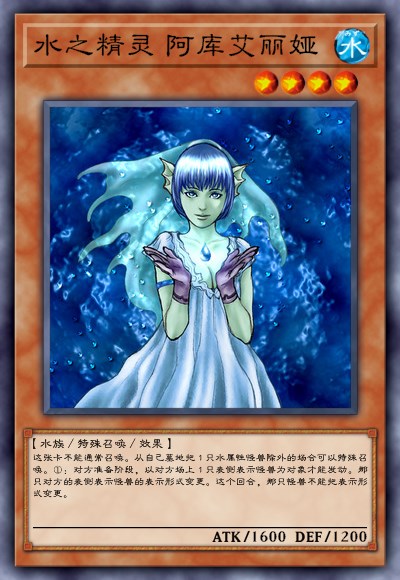 水之精灵 阿库艾丽娅
水
【水族／特殊召唤／效果】
这张卡不能通常召唤。从自己墓地把1只水属性怪兽除外的场合可以特殊召
唤。①：对方准备阶段，以对方场上1只表侧表示怪兽为对象才能发动。那
只对方的表侧表示怪兽的表示形式变更。这个回合，那只怪兽不能把表示形
式变更。
ATK/1600 DEF/1200